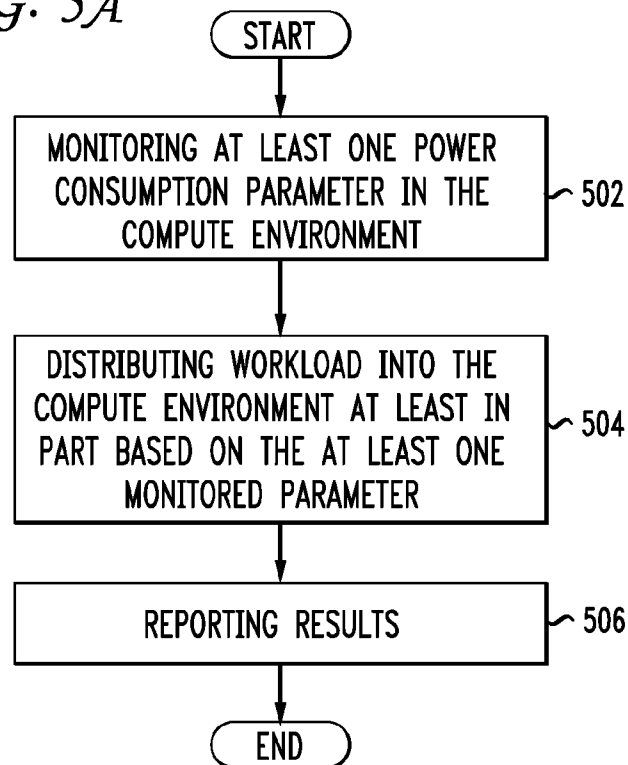 g. 5A
START
MONITORING AT LEAST ONE POWER
CONSUMPTION PARAMETER IN THE
COMPUTE ENVIRONMENT
502
DISTRIBUTING WORKLOAD INTO THE
COMPUTE ENVIRONMENT AT LEAST IN
PART BASED ON THE AT LEAST ONE
MONITORED PARAMETER
504
REPORTING RESULTS
506
END